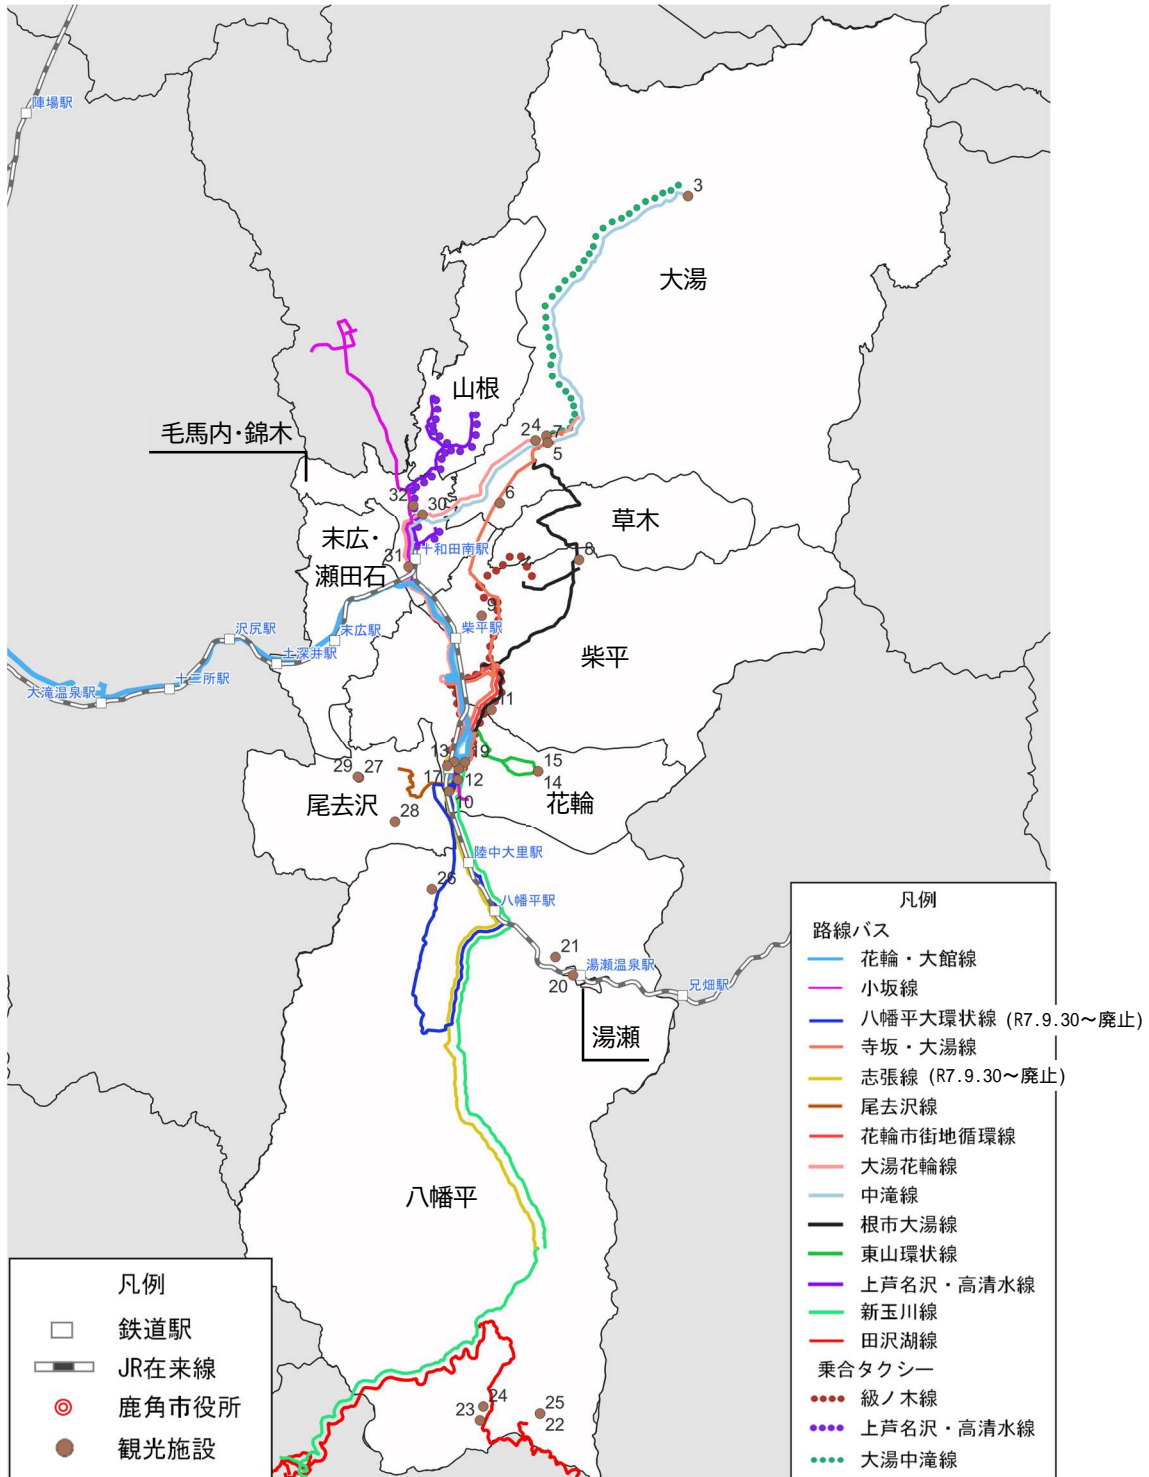 陣場駅
3
大湯
山根
毛馬内・錦木
24
7
5
32
30
6
末広・
瀬田石
草木
十和田南駅
31
8
9
沢尻駅
末広駅
柴平駅
土深井駅
柴平
十二所駅
大滝温泉駅
11
13
19
15
29
27
17
12
14
尾去沢
10
花輪
28
陸中大里駅
26
八幡平駅
21
湯瀬温泉駅
20
兄畑駅
湯瀬
八幡平
24
25
23
22
凡例
鉄道駅
JR在来線
鹿角市役所
観光施設
凡例
路線バス
花輪・大館線
小坂線
八幡平大環状線 (R7.9.30～廃止)
寺坂・大湯線
志張線 (R7.9.30～廃止)
尾去沢線
花輪市街地循環線
大湯花輪線
中滝線
根市大湯線
東山環状線
上芦名沢・高清水線
新玉川線
田沢湖線
乗合タクシー
級ノ木線
上芦名沢・高清水線
大湯中滝線